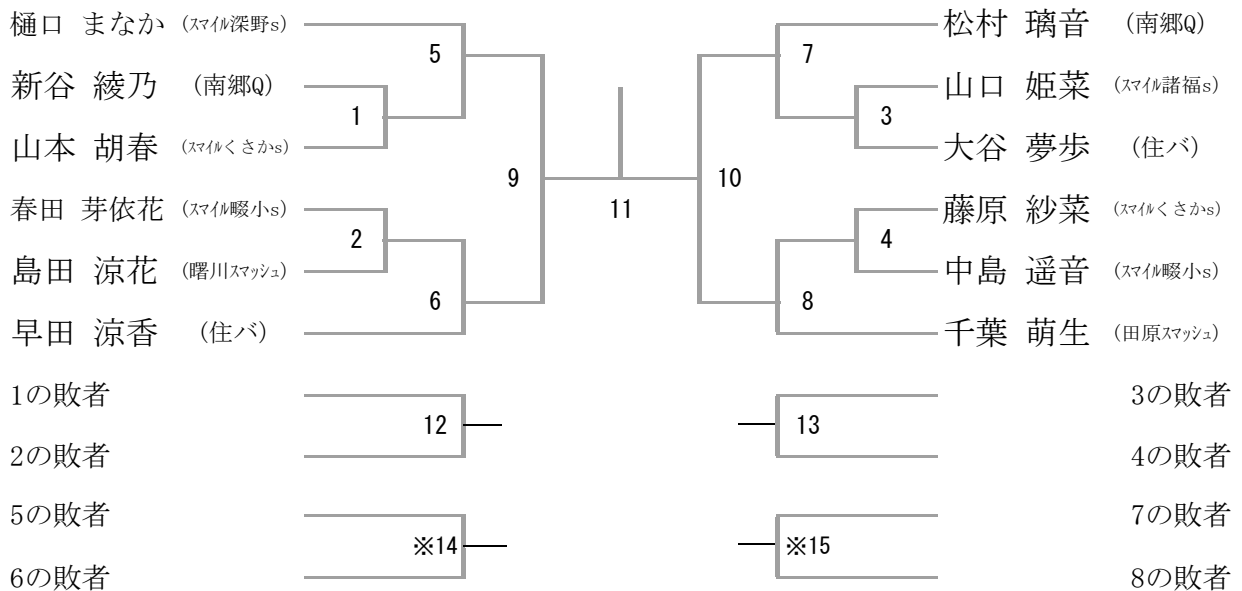 樋口 まなか (ｽﾏｲﾙ深野s)
5
新谷 綾乃 (南郷Q)
1
山本 胡春 (ｽﾏｲﾙくさかs)
9
春田 芽依花 (ｽﾏｲﾙ畷小s)
2
島田 涼花 (曙川ｽﾏｯｼｭ)
6
早田 涼香 (住バ)
11
松村 璃音 (南郷Q)
7
山口 姫菜 (ｽﾏｲﾙ諸福s)
3
大谷 夢歩 (住バ)
10
藤原 紗菜 (ｽﾏｲﾙくさかs)
4
中島 遥音 (ｽﾏｲﾙ畷小s)
8
千葉 萌生 (田原ｽﾏｯｼｭ)
1の敗者
12
2の敗者
3の敗者
13
4の敗者
5の敗者
※14
6の敗者
7の敗者
※15
8の敗者